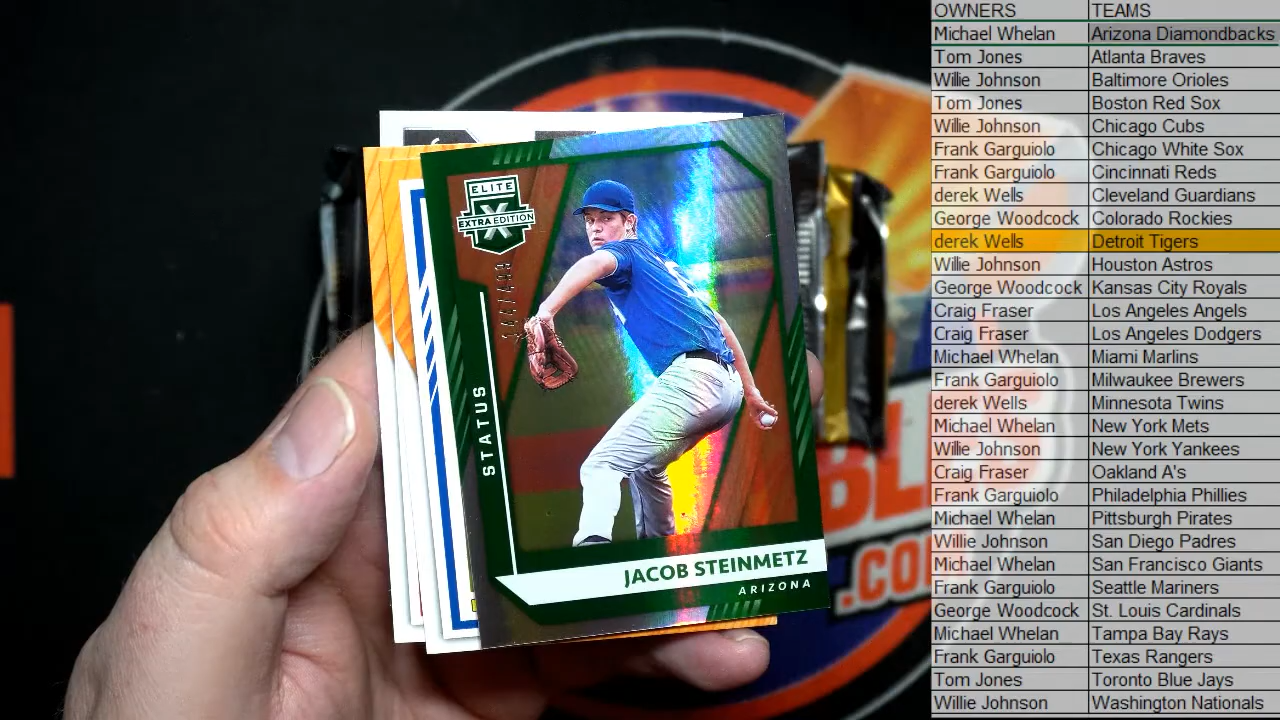 ELITE
EXTRA EDITION
X
STATUS
JACOB STEINMETZ
ARIZONA
BL
.CO
OWNERS TEAMS
Michael Whelan Arizona Diamondbacks
Tom Jones Atlanta Braves
Willie Johnson Baltimore Orioles
Tom Jones Boston Red Sox
Willie Johnson Chicago Cubs
Frank Garguiolo Chicago White Sox
Frank Garguiolo Cincinnati Reds
derek Wells Cleveland Guardians
George Woodcock Colorado Rockies
derek Wells Detroit Tigers
Willie Johnson Houston Astros
George Woodcock Kansas City Royals
Craig Fraser Los Angeles Angels
Craig Fraser Los Angeles Dodgers
Michael Whelan Miami Marlins
Frank Garguiolo Milwaukee Brewers
derek Wells Minnesota Twins
Michael Whelan New York Mets
Willie Johnson New York Yankees
Craig Fraser Oakland A's
Frank Garguiolo Philadelphia Phillies
Michael Whelan Pittsburgh Pirates
Willie Johnson San Diego Padres
Michael Whelan San Francisco Giants
Frank Garguiolo Seattle Mariners
George Woodcock St. Louis Cardinals
Michael Whelan Tampa Bay Rays
Frank Garguiolo Texas Rangers
Tom Jones Toronto Blue Jays
Willie Johnson Washington Nationals